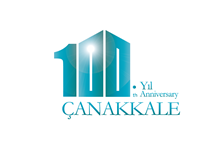 100. Yıl
th Anniversary
ÇANAKKALE